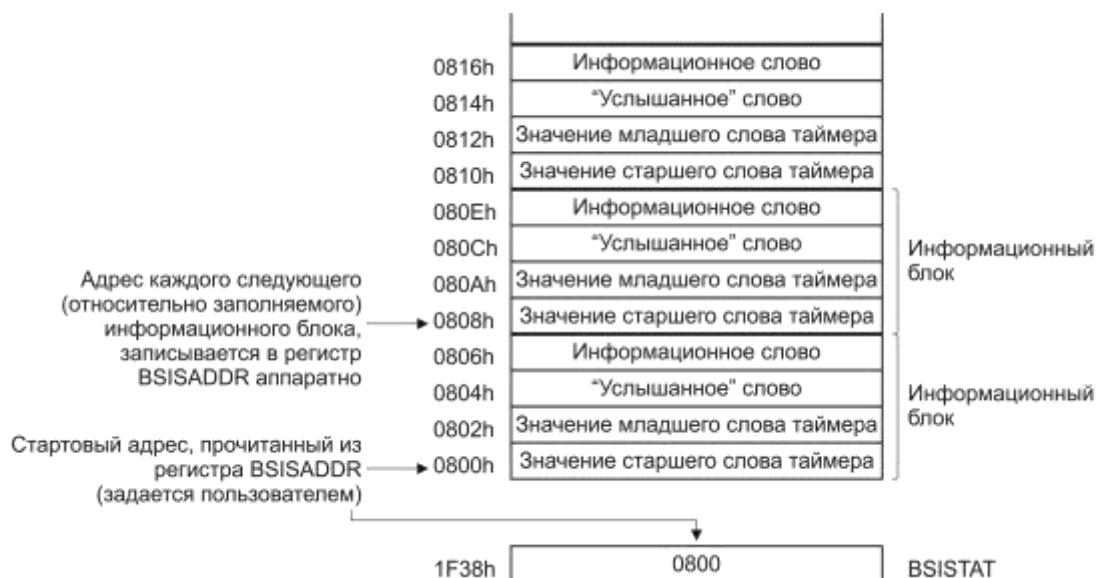 0816h Информационное слово
0814h "Услышанное" слово
0812h Значение младшего слова таймера
0810h Значение старшего слова таймера
080Eh Информационное слово
080Ch "Услышанное" слово
080Ah Значение младшего слова таймера
0808h Значение старшего слова таймера
Информационный
блок
Адрес каждого следующего
(относительно заполняемого)
информационного блока,
записывается в регистр
BSISADDR аппаратно
0806h Информационное слово
0804h "Услышанное" слово
0802h Значение младшего слова таймера
0800h Значение старшего слова таймера
Информационный
блок
Стартовый адрес, прочитанный из
регистра BSISADDR
(задается пользователем)
1F38h 0800 BSISTAT